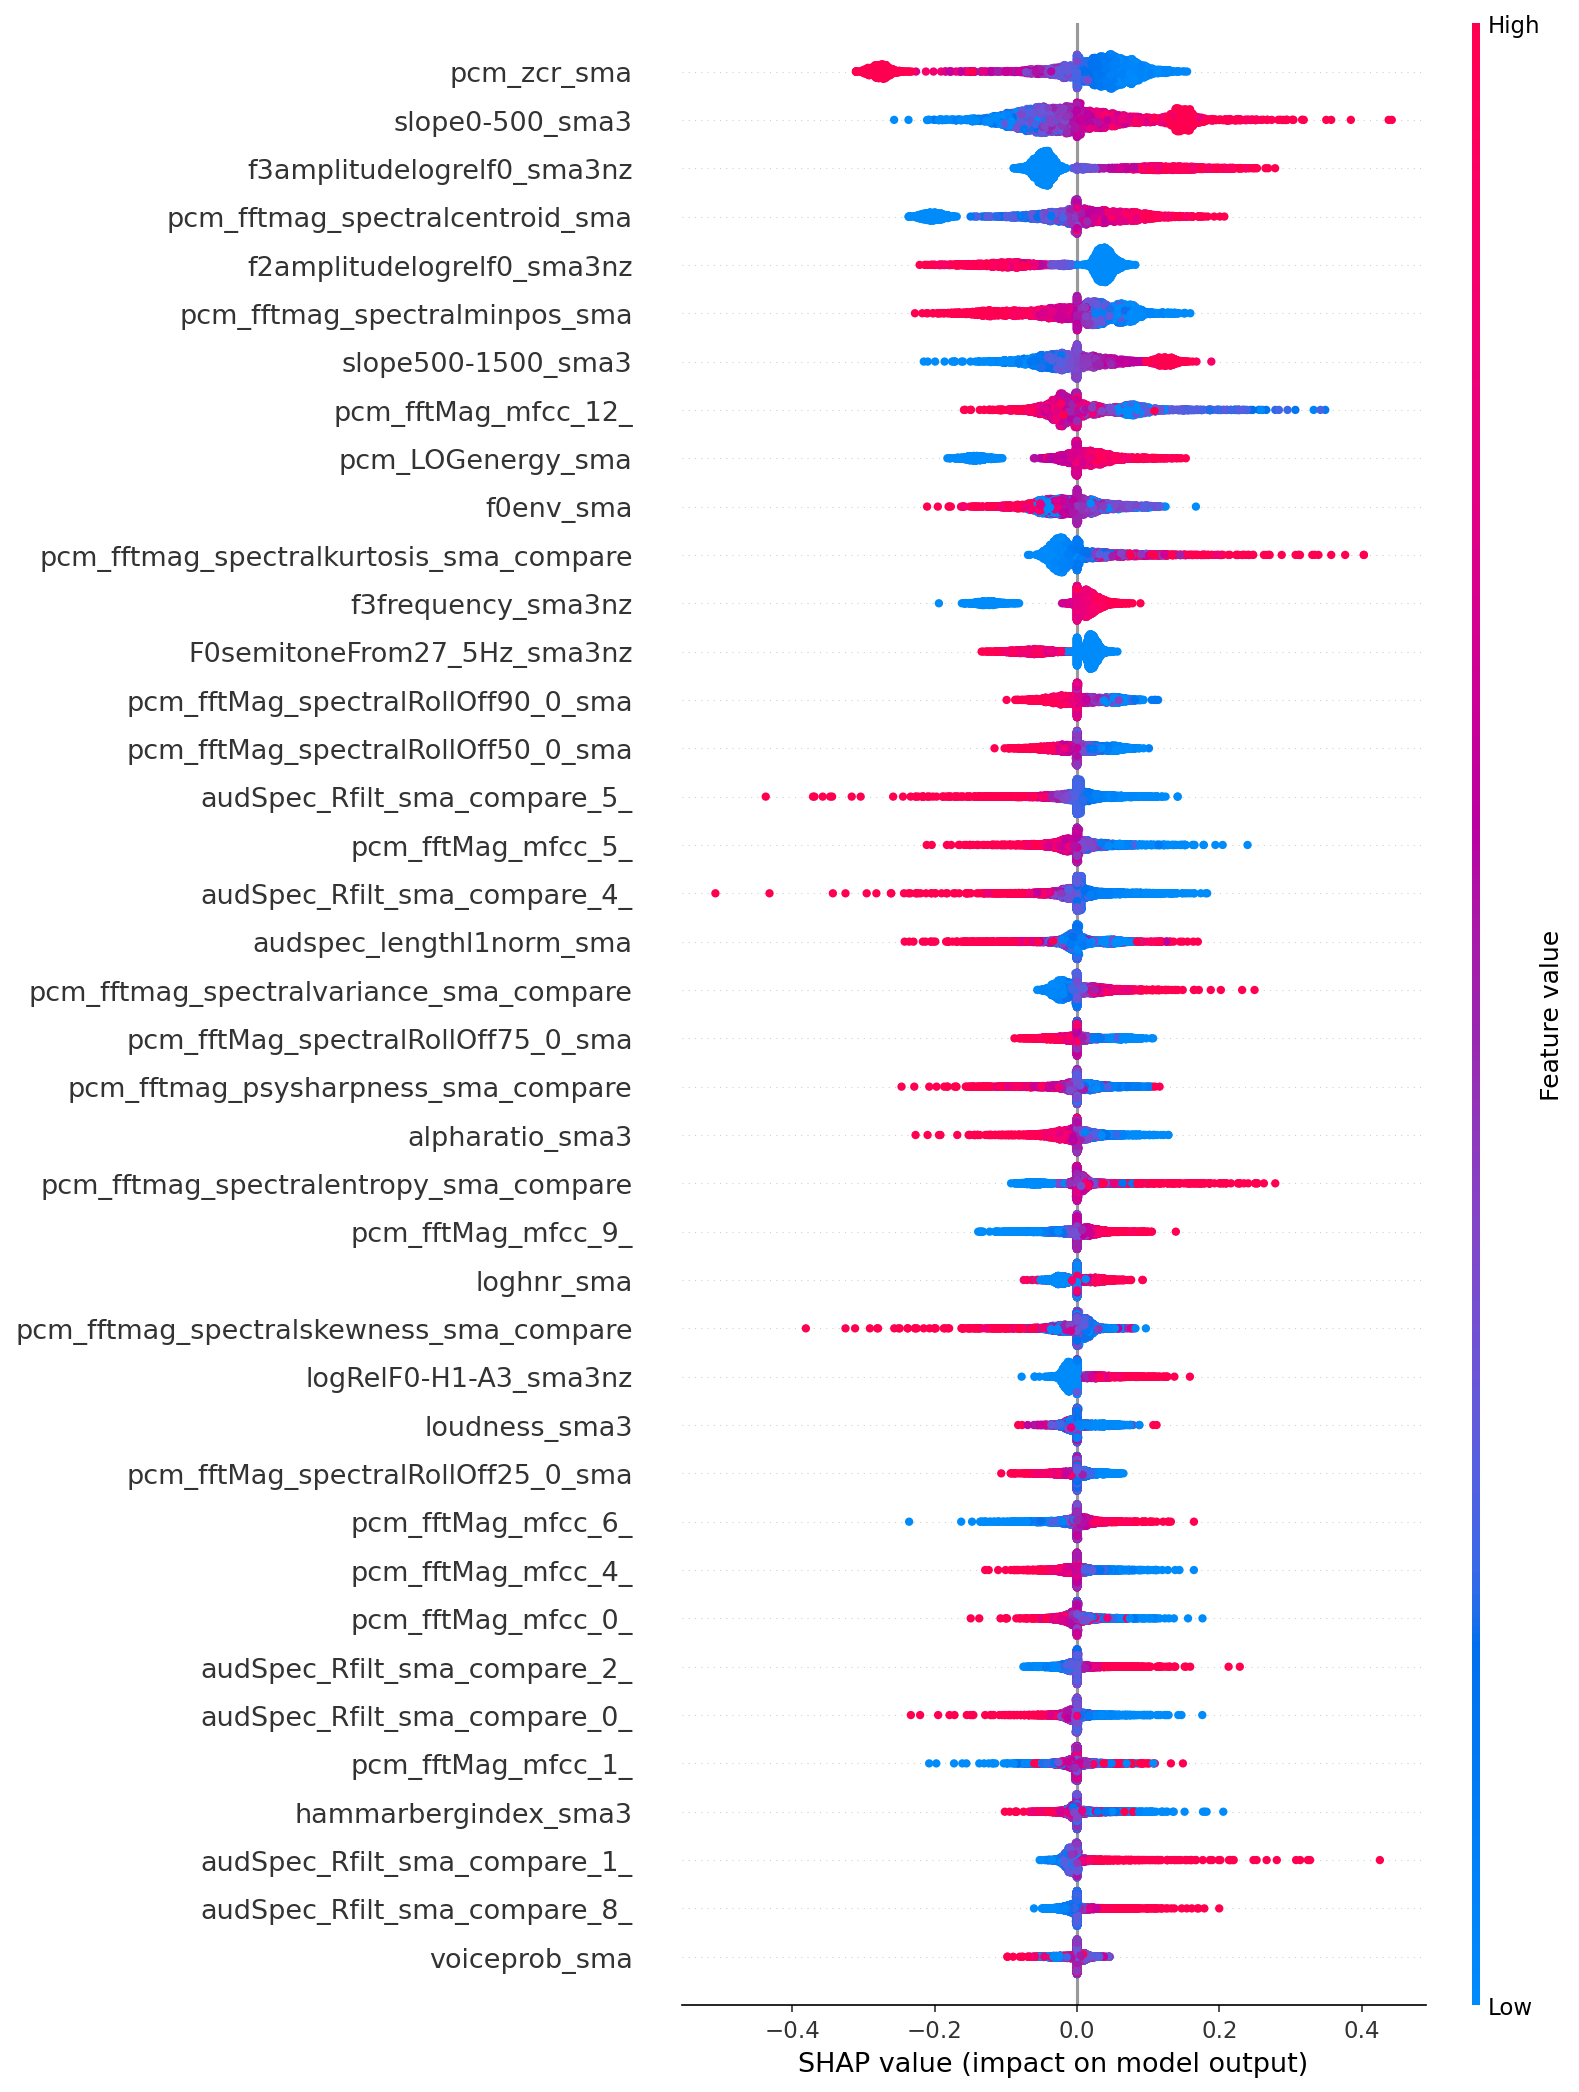 High
pcm_zcr_sma
slope0-500_sma3
f3amplitudelogrelf0_sma3nz
pcm_fftmag_spectralcentroid_sma
f2amplitudelogrelf0_sma3nz
pcm_fftmag_spectralminpos_sma
slope500-1500_sma3
pcm_fftMag_mfcc_12_
pcm_LOGenergy_sma
f0env_sma
pcm_fftmag_spectralkurtosis_sma_compare
f3frequency_sma3nz
F0semitoneFrom27_5Hz_sma3nz
pcm_fftMag_spectralRollOff90_0_sma
pcm_fftMag_spectralRollOff50_0_sma
audSpec_Rfilt_sma_compare_5_
pcm_fftMag_mfcc_5_
audSpec_Rfilt_sma_compare_4_
audspec_lengthl1norm_sma
pcm_fftmag_spectralvariance_sma_compare
pcm_fftMag_spectralRollOff75_0_sma
pcm_fftmag_psysharpness_sma_compare
alpharatio_sma3
pcm_fftmag_spectralentropy_sma_compare
pcm_fftMag_mfcc_9_
loghnr_sma
pcm_fftmag_spectralskewness_sma_compare
logRelF0-H1-A3_sma3nz
loudness_sma3
pcm_fftMag_spectralRollOff25_0_sma
pcm_fftMag_mfcc_6_
pcm_fftMag_mfcc_4_
pcm_fftMag_mfcc_0_
audSpec_Rfilt_sma_compare_2_
audSpec_Rfilt_sma_compare_0_
pcm_fftMag_mfcc_1_
hammarbergindex_sma3
audSpec_Rfilt_sma_compare_1_
audSpec_Rfilt_sma_compare_8_
voiceprob_sma
Feature value
Low
−0.4 −0.2 0.0 0.2 0.4
SHAP value (impact on model output)